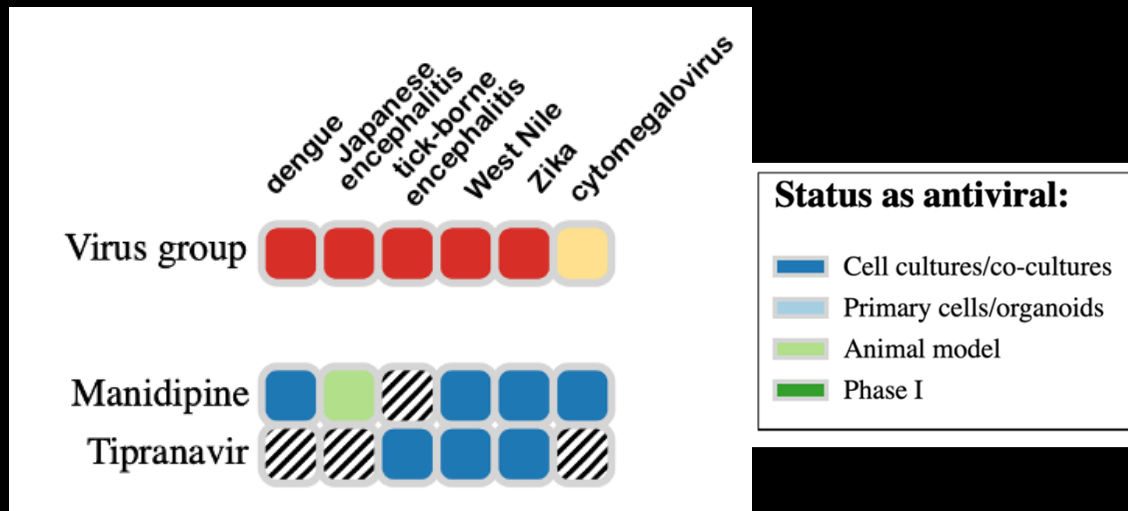 dengue
Japanese
encephalitis
tick-borne
encephalitis
West Nile
Zika
cytomegalovirus
Virus group
Manidipine
Tipranavir
Status as antiviral:
Cell cultures/co-cultures
Primary cells/organoids
Animal model
Phase I